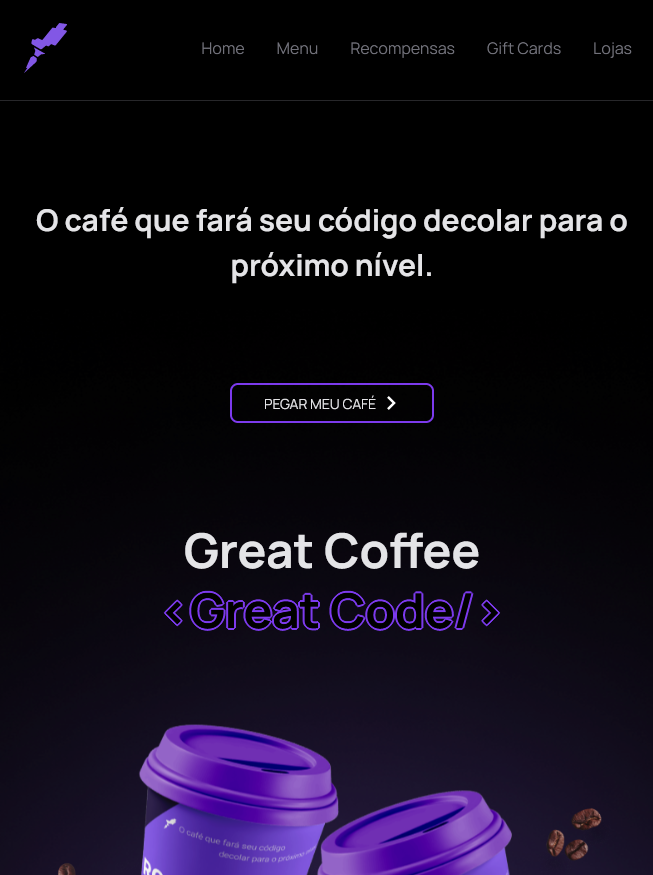 Home Menu Recompensas Gift Cards Lojas
O café que fará seu código decolar para o
próximo nível.
PEGAR MEU CAFÉ
Great Coffee
<Great Code/>
O café que fará seu código
decolar para o próximo